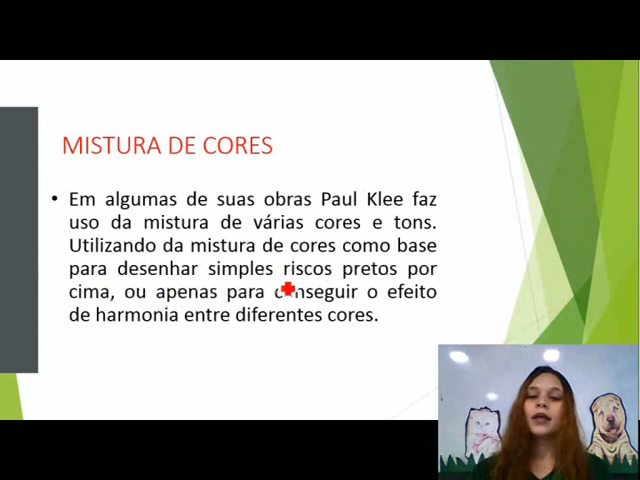 MISTURA DE CORES
• Em algumas de suas obras Paul Klee faz
uso da mistura de várias cores e tons.
Utilizando da mistura de cores como base
para desenhar simples riscos pretos por
cima, ou apenas para conseguir o efeito
de harmonia entre diferentes cores.